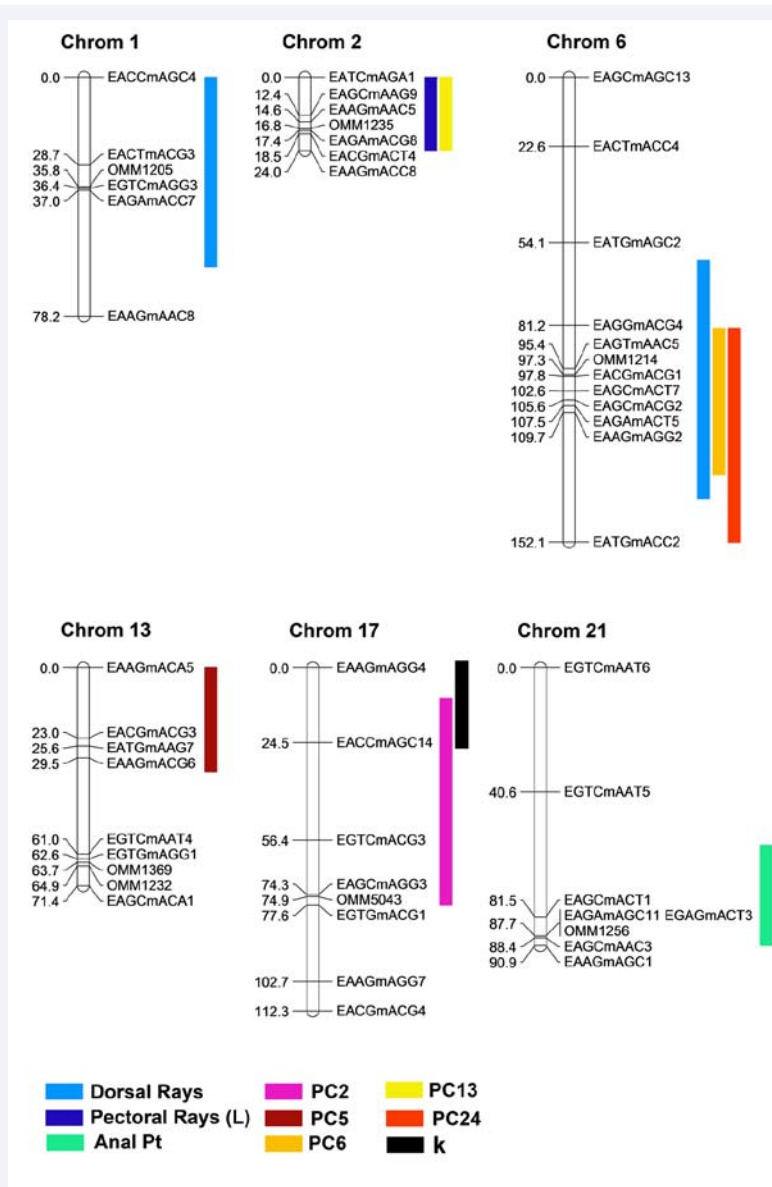 Chrom 1
0.0 EACCmAGC4
28.7 EACTmACG3
35.8 OMM1205
36.4 EGTCmAGG3
37.0 EAGAmACC7
78.2 EAAGmAAC8
Chrom 2
0.0 EATCmAGA1
12.4 EAGCmAAG9
14.6 EAAGmAAC5
16.8 OMM1235
17.4 EAGAmACG8
18.5 EACGmACT4
24.0 EAAGmACC8
Chrom 6
0.0 EAGCmAGC13
22.6 EACTmACC4
54.1 EATGmAGC2
81.2 EAGGmACG4
95.4 EAGTmAAC5
97.3 OMM1214
97.8 EACGmACG1
102.6 EAGCmACT7
105.6 EAGCmACG2
107.5 EAGAmACT5
109.7 EAAGmAGG2
152.1 EATGmACC2
Chrom 13
0.0 EAAGmACA5
23.0 EACGmACG3
25.6 EATGmAAG7
29.5 EAAGmACG6
61.0 EGTCmAAT4
62.6 EGTGmAGG1
63.7 OMM1369
64.9 OMM1232
71.4 EAGCmACA1
Chrom 17
0.0 EAAGmAGG4
24.5 EACCmAGC14
56.4 EGTCmACG3
74.3 EAGCmAGG3
74.9 OMM5043
77.6 EGTGmACG1
102.7 EAAGmAGG7
112.3 EACGmACG4
Chrom 21
0.0 EGTCmAAT6
40.6 EGTCmAAT5
81.5 EAGCmACT1
87.7 EAGAmAGC11 EGAGmACT3
OMM1256
88.4 EAGCmAAC3
90.9 EAAGmAGC1
Dorsal Rays
Pectoral Rays (L)
Anal Pt
PC2
PC5
PC6
PC13
PC24
k